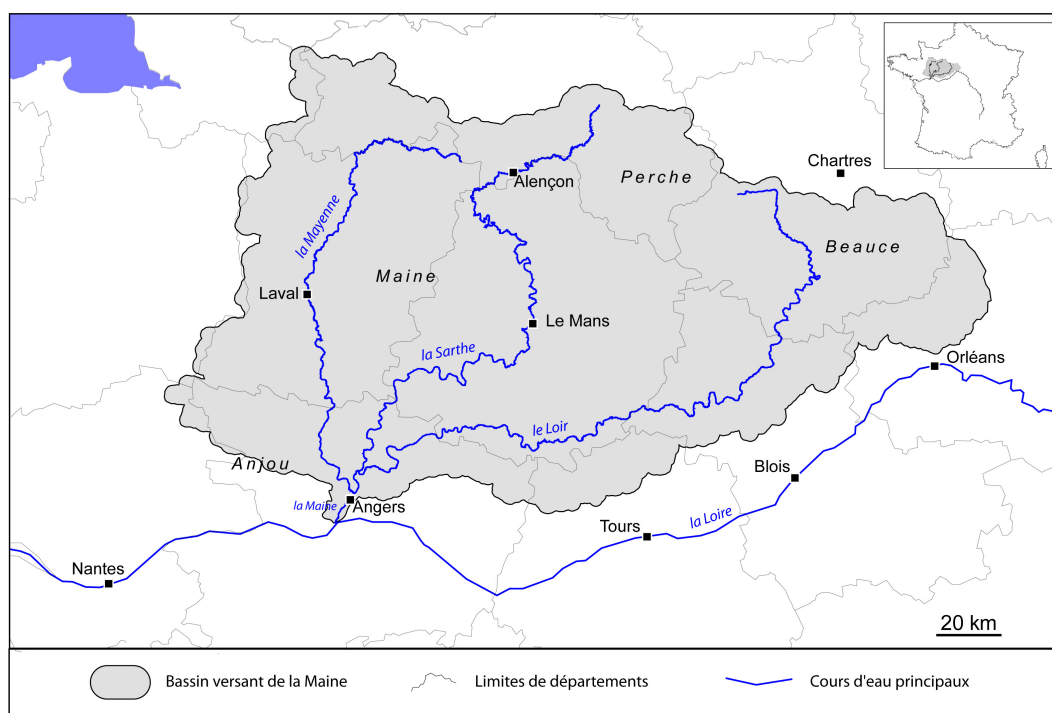 Chartres
Alençon
Perche
la Mayenne
Beauce
Maine
Laval
Le Mans
la Sarthe
Orléans
le Loir
Anjou
Blois
la Maine
Angers
la Loire
Tours
Nantes
20 km
Bassin versant de la Maine
Limites de départements
Cours d'eau principaux